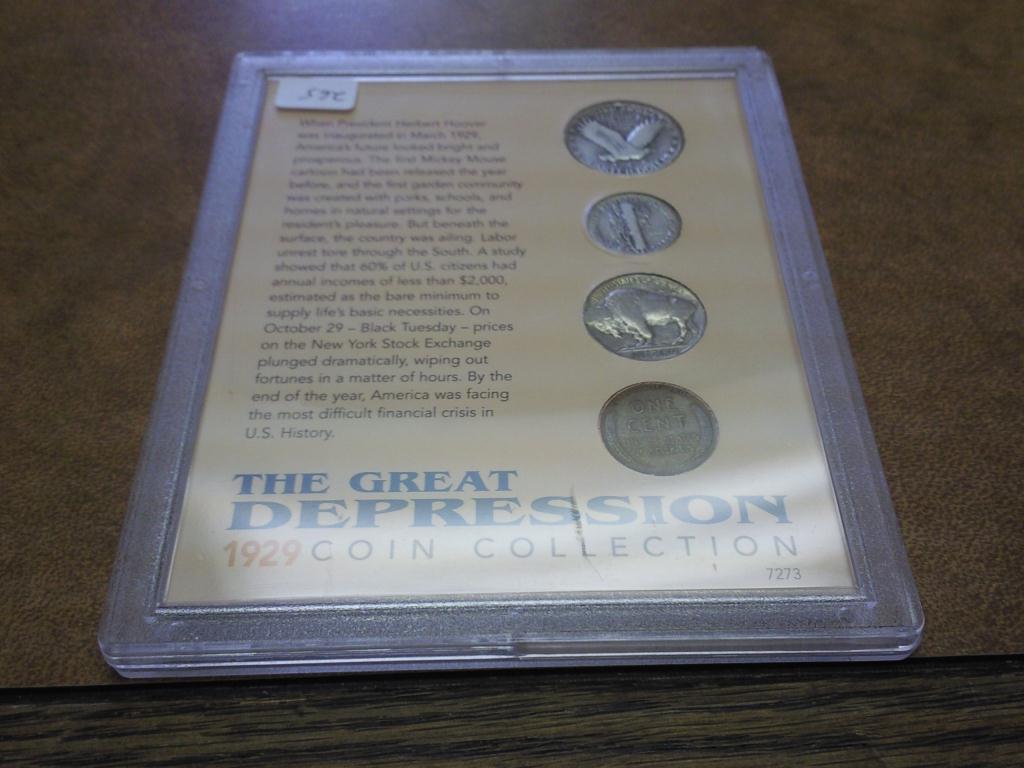 265
When President Herbert Hoover
was inaugurated in March 1929,
America's future looked bright and
prosperous. The first Mickey Mouse
cartoon had been released the year
before, and the first garden community
was created with parks, schools, and
homes in natural settings for the
resident's pleasure. But beneath the
surface, the country was ailing. Labor
unrest tore through the South. A study
showed that 60% of U.S. citizens had
annual incomes of less than $2,000,
estimated as the bare minimum to
supply life's basic necessities. On
October 29 – Black Tuesday – prices
on the New York Stock Exchange
plunged dramatically, wiping out
fortunes in a matter of hours. By the
end of the year, America was facing
the most difficult financial crisis in
U.S. History.
ONE
CENT
THE GREAT
DEPRESSION
1929 COIN COLLECTION
7273